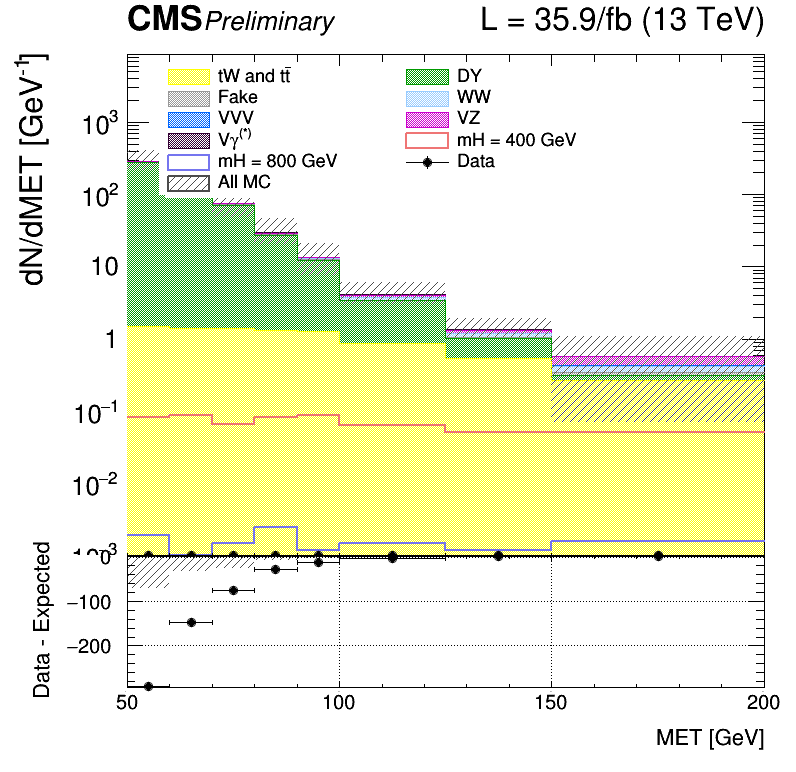 CMS Preliminary L = 35.9/fb (13 TeV)
dN/dMET [GeV⁻¹]
10³
10²
10
1
10⁻¹
10⁻²
tW and tt̄
Fake
VVV
Vγ⁽*⁾
mH = 800 GeV
All MC
DY
WW
VZ
mH = 400 GeV
Data
Data - Expected
0
−100
−200
50 100 150 200
MET [GeV]